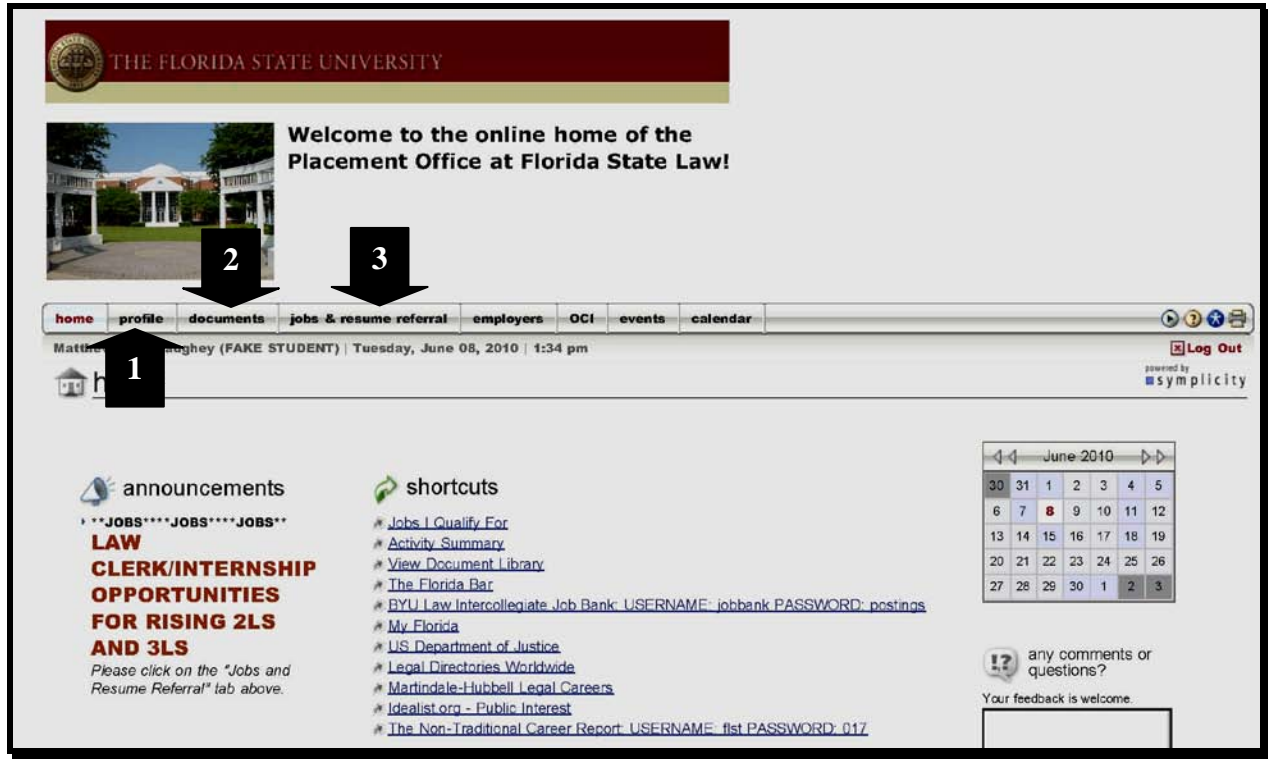 THE FLORIDA STATE UNIVERSITY
Welcome to the online home of the
Placement Office at Florida State Law!
2
3
home profile documents jobs & resume referral employers OCI events calendar
(FAKE STUDENT) | Tuesday, June 08, 2010 | 1:34 pm
Log Out
1
powered by
symplicity
announcements
**JOBS****JOBS****JOBS**
LAW
CLERK/INTERNSHIP
OPPORTUNITIES
FOR RISING 2LS
AND 3LS
Please click on the "Jobs and
Resume Referral" tab above.
shortcuts
Jobs I Qualify For
Activity Summary
View Document Library
The Florida Bar
BYU Law Intercollegiate Job Bank: USERNAME: jobbank PASSWORD: postings
My Florida
US Department of Justice
Legal Directories Worldwide
Martindale-Hubbell Legal Careers
Idealist.org - Public Interest
The Non-Traditional Career Report: USERNAME: flst PASSWORD: 017
June 2010
30 31 1 2 3 4 5
6 7 8 9 10 11 12
13 14 15 16 17 18 19
20 21 22 23 24 25 26
27 28 29 30 1 2 3
!?
any comments or
questions?
Your feedback is welcome.